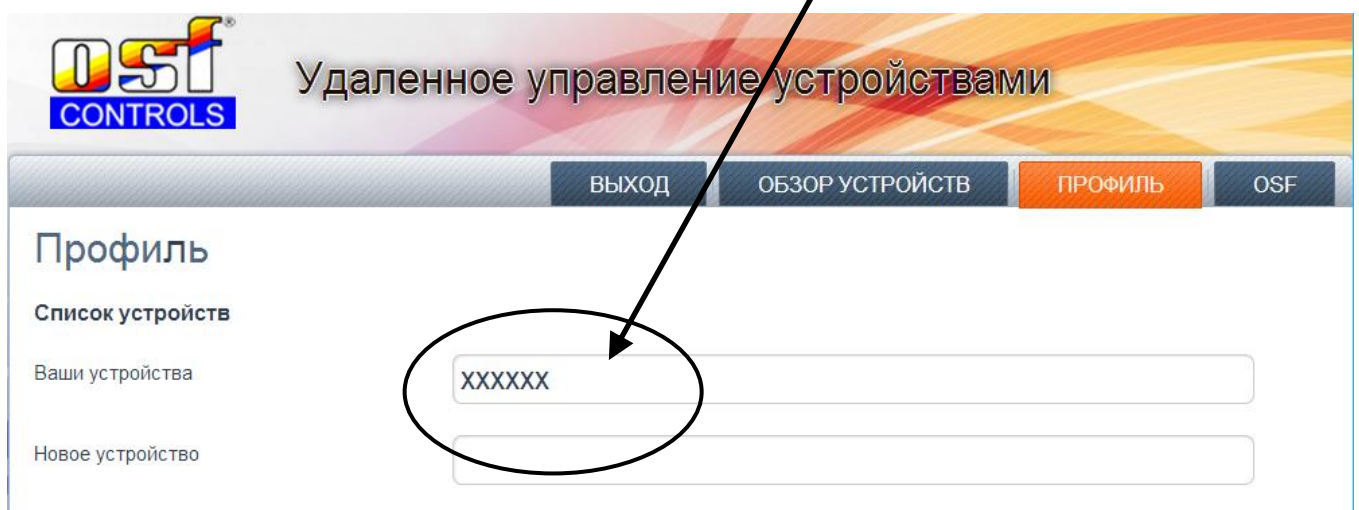 osf®
CONTROLS
Удаленное управление устройствами
ВЫХОД ОБЗОР УСТРОЙСТВ ПРОФИЛЬ OSF
Профиль
Список устройств
Ваши устройства XXXXXX
Новое устройство